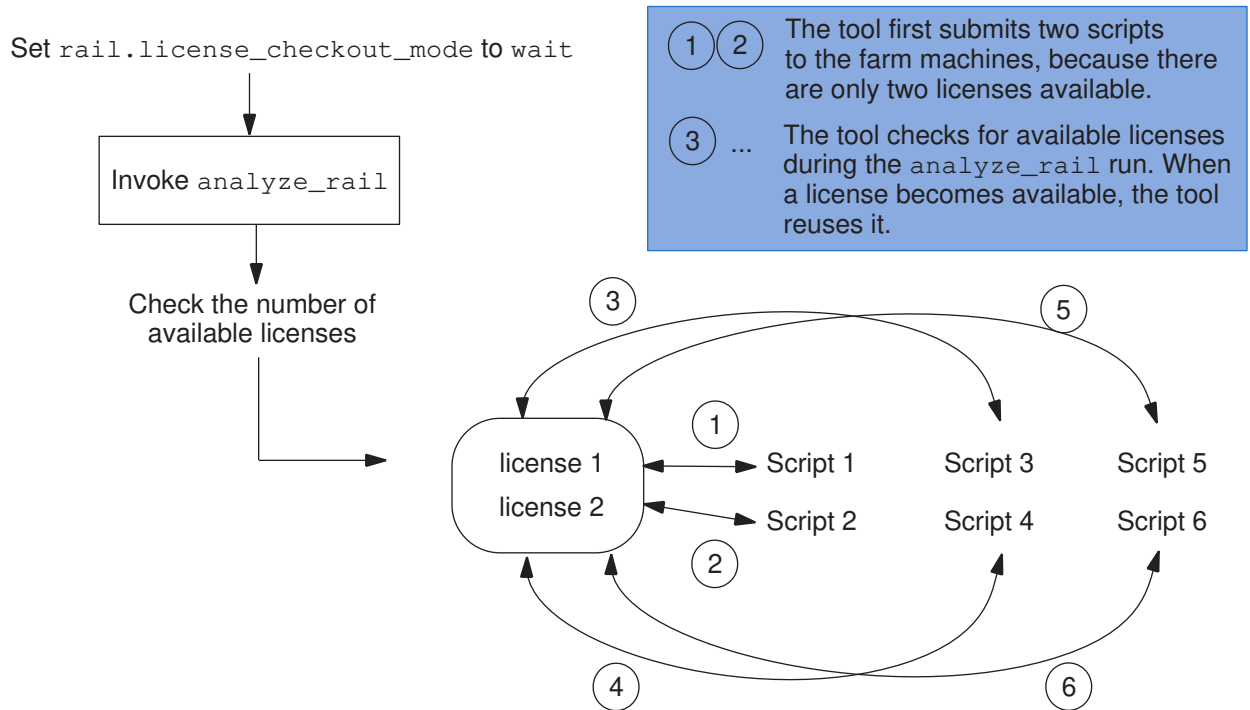 Set rail.license_checkout_mode to wait
Invoke analyze_rail
Check the number of
available licenses
1 2 The tool first submits two scripts
to the farm machines, because there
are only two licenses available.
3 ... The tool checks for available licenses
during the analyze_rail run. When
a license becomes available, the tool
reuses it.
3
5
1
license 1
Script 1
Script 3
Script 5
license 2
Script 2
Script 4
Script 6
2
4
6